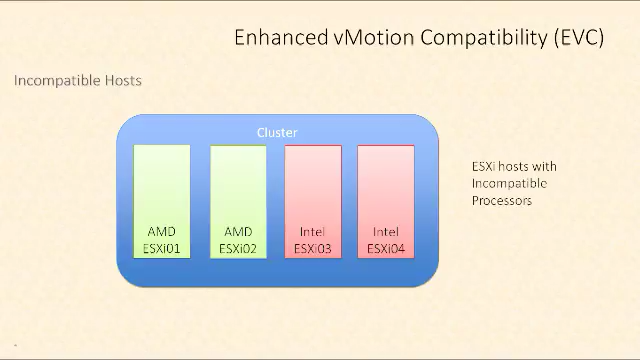 Enhanced vMotion Compatibility (EVC)
Incompatible Hosts
Cluster
AMD
ESXi01
AMD
ESXi02
Intel
ESXi03
Intel
ESXi04
ESXi hosts with
Incompatible
Processors